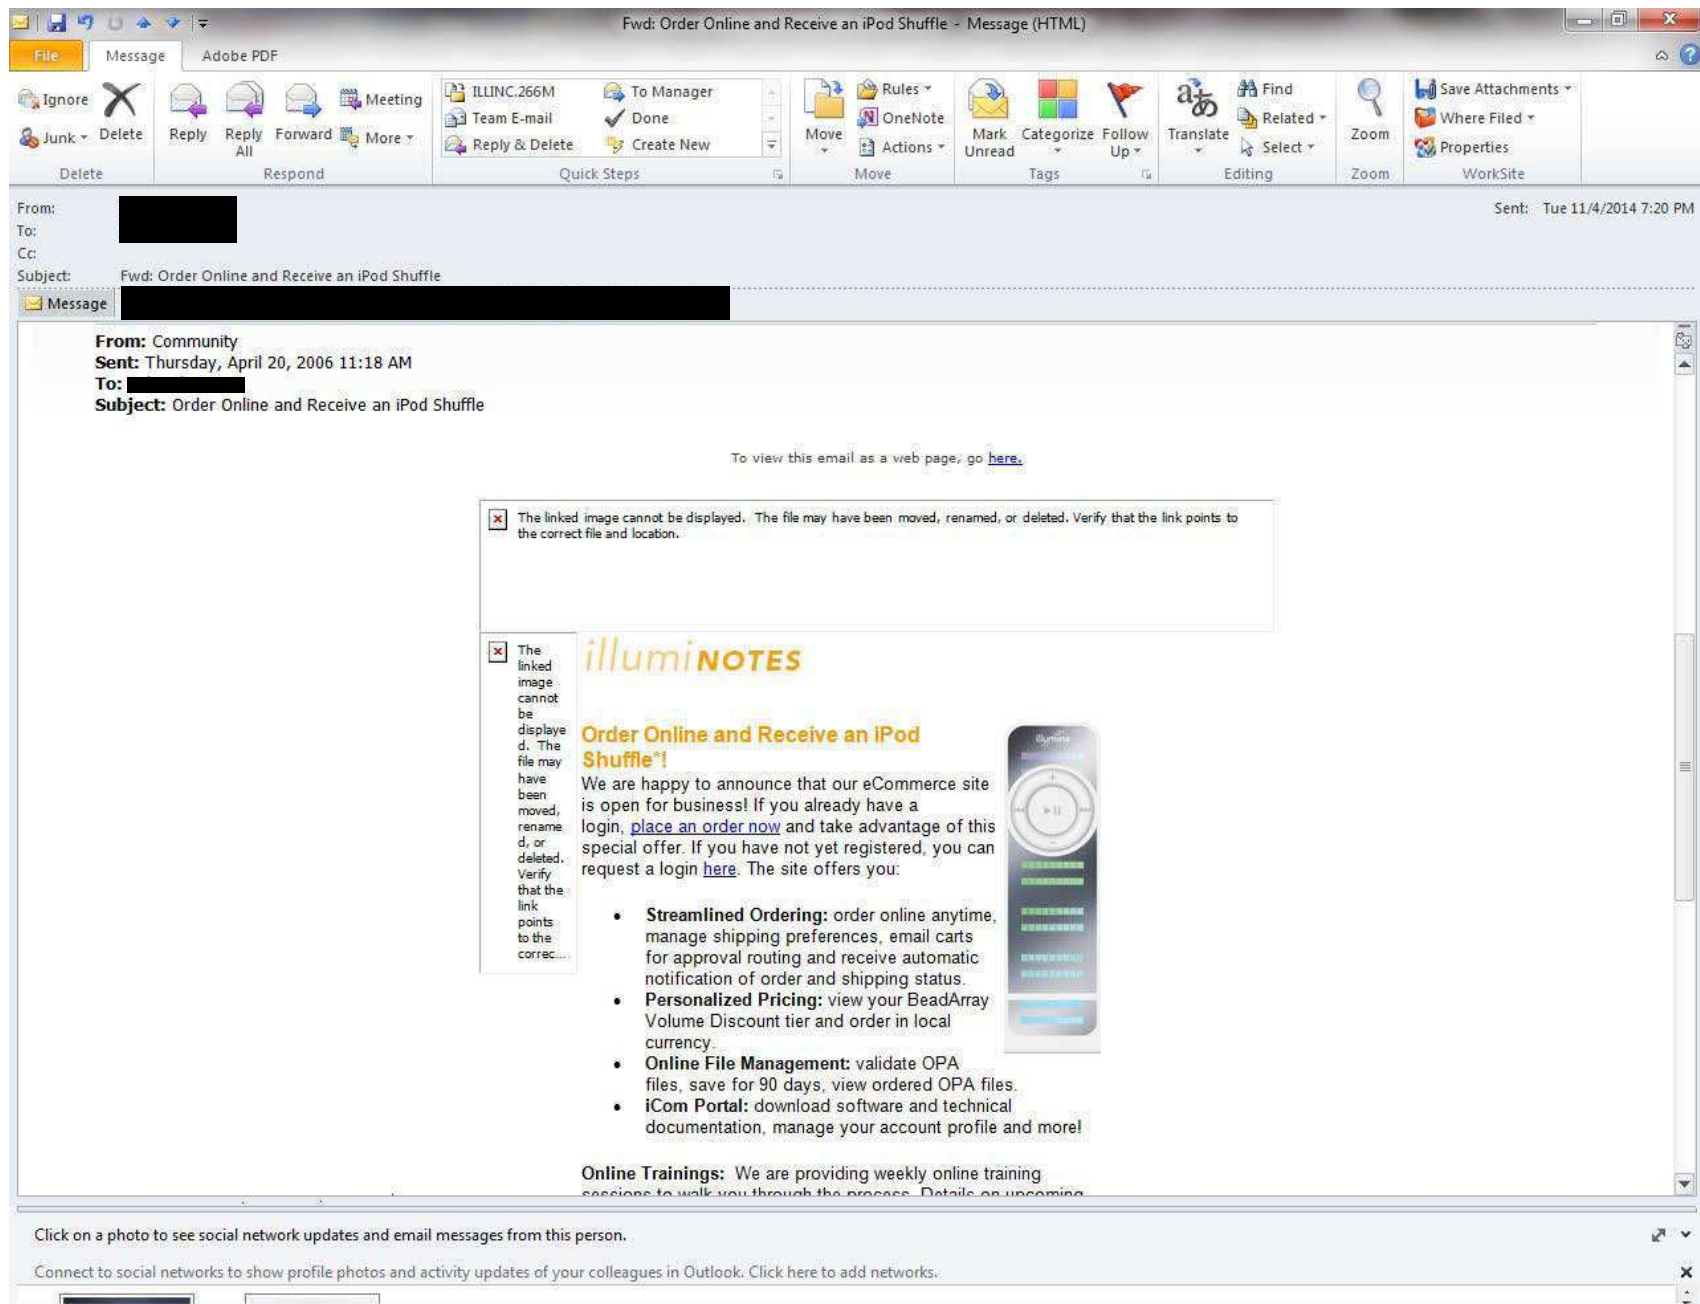 Fwd: Order Online and Receive an iPod Shuffle - Message (HTML)
File Message Adobe PDF
Ignore
Junk
Delete
Delete
Reply
Reply All
Forward
Meeting
More
Respond
ILLINC.266M
Team E-mail
Reply & Delete
To Manager
Done
Create New
Quick Steps
Move
Rules
OneNote
Actions
Move
Mark Unread
Categorize
Follow Up
Tags
Translate
Find
Related
Select
Editing
Zoom
Zoom
Save Attachments
Where Filed
Properties
WorkSite
From:
Sent: Tue 11/4/2014 7:20 PM
To:
Cc:
Subject: Fwd: Order Online and Receive an iPod Shuffle
Message
From: Community
Sent: Thursday, April 20, 2006 11:18 AM
To:
Subject: Order Online and Receive an iPod Shuffle
To view this email as a web page, go here.
The linked image cannot be displayed. The file may have been moved, renamed, or deleted. Verify that the link points to
the correct file and location.
The
linked
image
cannot
be
displaye
d. The
file may
have
been
moved,
rename
d, or
deleted.
Verify
that the
link
points
to the
correc...
illumiNOTES
Order Online and Receive an iPod
Shuffle*!
We are happy to announce that our eCommerce site
is open for business! If you already have a
login, place an order now and take advantage of this
special offer. If you have not yet registered, you can
request a login here. The site offers you:
• Streamlined Ordering: order online anytime,
manage shipping preferences, email carts
for approval routing and receive automatic
notification of order and shipping status.
• Personalized Pricing: view your BeadArray
Volume Discount tier and order in local
currency.
• Online File Management: validate OPA
files, save for 90 days, view ordered OPA files.
• iCom Portal: download software and technical
documentation, manage your account profile and more!
illumina
Online Trainings: We are providing weekly online training
sessions to walk you through the process. Details on upcoming
Click on a photo to see social network updates and email messages from this person.
Connect to social networks to show profile photos and activity updates of your colleagues in Outlook. Click here to add networks.